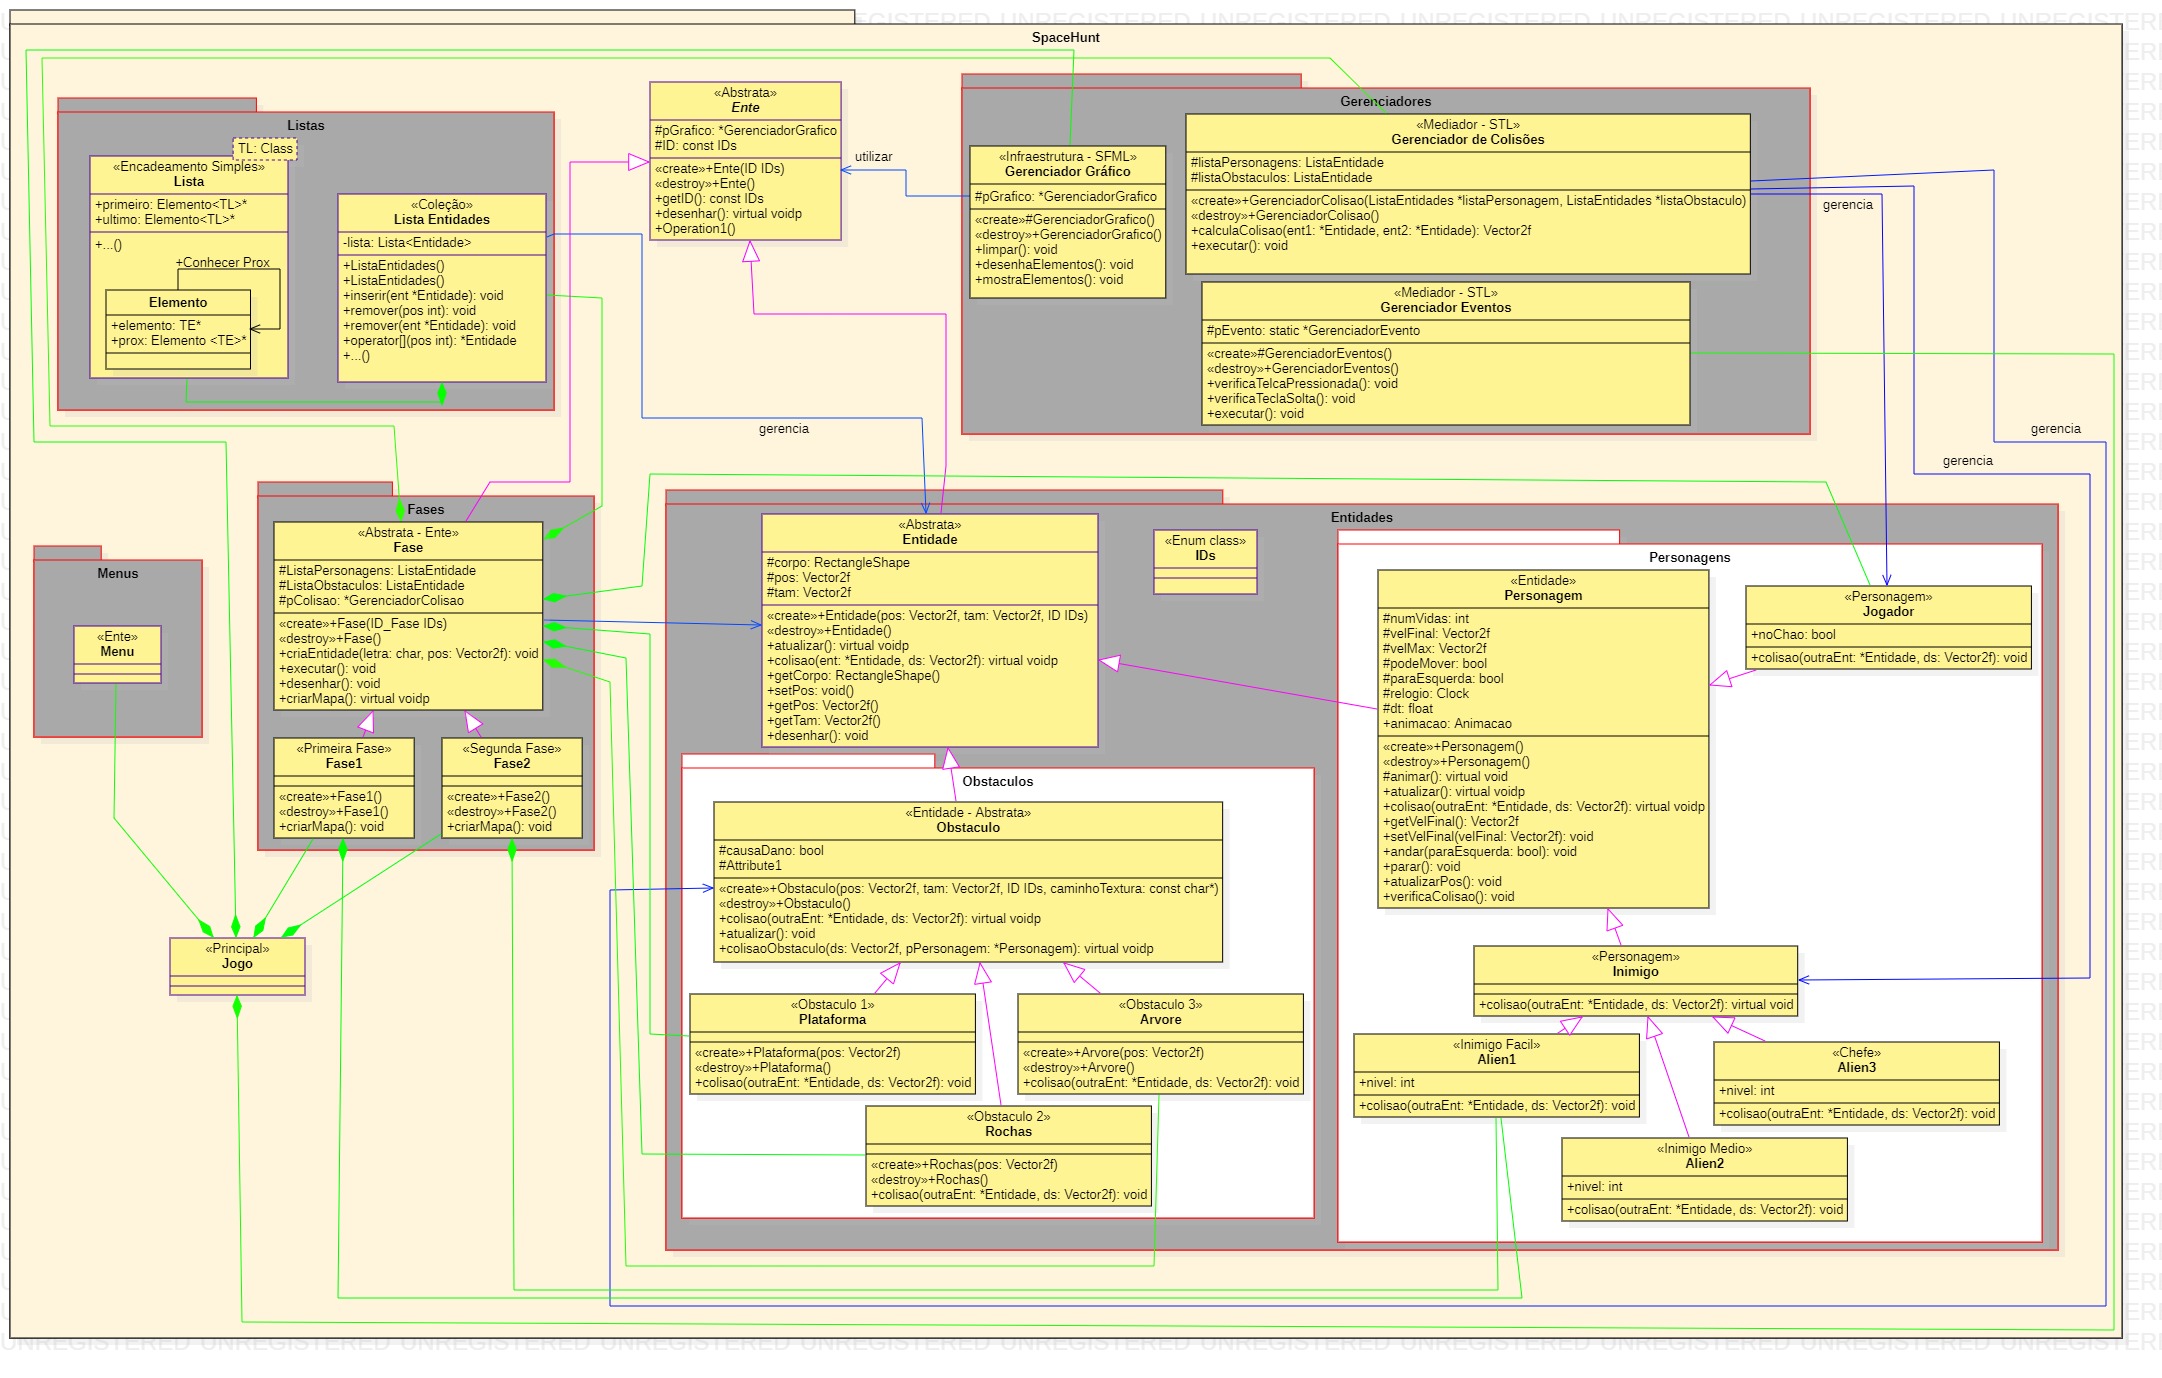 SpaceHunt
Listas
TL: Class
«Encadeamento Simples»
Lista
+primeiro: Elemento<TL>*
+ultimo: Elemento<TL>*
+...()
+Conhecer Prox
Elemento
+elemento: TE*
+prox: Elemento <TE>*
«Coleção»
Lista Entidades
-lista: Lista<Entidade>
+ListaEntidades()
+ListaEntidades()
+inserir(ent *Entidade): void
+remover(pos int): void
+remover(ent *Entidade): void
+operator[](pos int): *Entidade
+...()
«Abstrata»
Ente
#pGrafico: *GerenciadorGrafico
#ID: const IDs
«create»+Ente(ID IDs)
«destroy»+Ente()
+getID(): const IDs
+desenhar(): virtual voidp
+Operation1()
utilizar
Gerenciadores
«Infraestrutura - SFML»
Gerenciador Gráfico
#pGrafico: *GerenciadorGrafico
«create»#GerenciadorGrafico()
«destroy»+GerenciadorGrafico()
+limpar(): void
+desenhaElementos(): void
+mostraElementos(): void
«Mediador - STL»
Gerenciador de Colisões
#listaPersonagens: ListaEntidade
#listaObstaculos: ListaEntidade
«create»+GerenciadorColisao(ListaEntidades *listaPersonagem, ListaEntidades *listaObstaculo)
«destroy»+GerenciadorColisao()
+calculaColisao(ent1: *Entidade, ent2: *Entidade): Vector2f
+executar(): void
«Mediador - STL»
Gerenciador Eventos
#pEvento: static *GerenciadorEvento
«create»#GerenciadorEventos()
«destroy»+GerenciadorEventos()
+verificaTelcaPressionada(): void
+verificaTeclaSolta(): void
+executar(): void
gerencia
gerencia
gerencia
gerencia
Fases
«Abstrata - Ente»
Fase
#ListaPersonagens: ListaEntidade
#ListaObstaculos: ListaEntidade
#pColisao: *GerenciadorColisao
«create»+Fase(ID_Fase IDs)
«destroy»+Fase()
+criaEntidade(letra: char, pos: Vector2f): void
+executar(): void
+desenhar(): void
+criarMapa(): virtual voidp
«Primeira Fase»
Fase1
«create»+Fase1()
«destroy»+Fase1()
+criarMapa(): void
«Segunda Fase»
Fase2
«create»+Fase2()
«destroy»+Fase2()
+criarMapa(): void
Menus
«Ente»
Menu
«Principal»
Jogo
Entidades
«Abstrata»
Entidade
#corpo: RectangleShape
#pos: Vector2f
#tam: Vector2f
«create»+Entidade(pos: Vector2f, tam: Vector2f, ID IDs)
«destroy»+Entidade()
+atualizar(): virtual voidp
+colisao(ent: *Entidade, ds: Vector2f): virtual voidp
+getCorpo: RectangleShape()
+setPos: void()
+getPos: Vector2f()
+getTam: Vector2f()
+desenhar(): void
«Enum class»
IDs
Obstaculos
«Entidade - Abstrata»
Obstaculo
#causaDano: bool
#Attribute1
«create»+Obstaculo(pos: Vector2f, tam: Vector2f, ID IDs, caminhoTextura: const char*)
«destroy»+Obstaculo()
+colisao(outraEnt: *Entidade, ds: Vector2f): virtual voidp
+atualizar(): void
+colisaoObstaculo(ds: Vector2f, pPersonagem: *Personagem): virtual voidp
«Obstaculo 1»
Plataforma
«create»+Plataforma(pos: Vector2f)
«destroy»+Plataforma()
+colisao(outraEnt: *Entidade, ds: Vector2f): void
«Obstaculo 3»
Arvore
«create»+Arvore(pos: Vector2f)
«destroy»+Arvore()
+colisao(outraEnt: *Entidade, ds: Vector2f): void
«Obstaculo 2»
Rochas
«create»+Rochas(pos: Vector2f)
«destroy»+Rochas()
+colisao(outraEnt: *Entidade, ds: Vector2f): void
Personagens
«Entidade»
Personagem
#numVidas: int
#velFinal: Vector2f
#velMax: Vector2f
#podeMover: bool
#paraEsquerda: bool
#relogio: Clock
#dt: float
+animacao: Animacao
«create»+Personagem()
«destroy»+Personagem()
#animar(): virtual void
+atualizar(): virtual voidp
+colisao(outraEnt: *Entidade, ds: Vector2f): virtual voidp
+getVelFinal(): Vector2f
+setVelFinal(velFinal: Vector2f): void
+andar(paraEsquerda: bool): void
+parar(): void
+atualizarPos(): void
+verificaColisao(): void
«Personagem»
Jogador
+noChao: bool
+colisao(outraEnt: *Entidade, ds: Vector2f): void
«Personagem»
Inimigo
+colisao(outraEnt: *Entidade, ds: Vector2f): virtual void
«Inimigo Facil»
Alien1
+nivel: int
+colisao(outraEnt: *Entidade, ds: Vector2f): void
«Chefe»
Alien3
+nivel: int
+colisao(outraEnt: *Entidade, ds: Vector2f): void
«Inimigo Medio»
Alien2
+nivel: int
+colisao(outraEnt: *Entidade, ds: Vector2f): void
UNREGISTERED UNREGISTERED UNREGISTERED UNREGISTERED UNREGISTERED UNREGISTERED UNREGISTERED UNREGISTERED UNREGISTERED UNREGISTERED